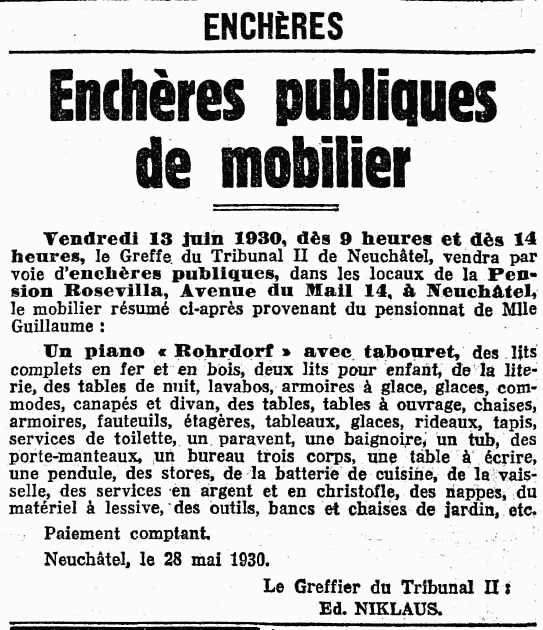 ENCHÈRES
Enchères publiques
de mobilier
Vendredi 13 juin 1930, dès 9 heures et dès 14
heures, le Greffe du Tribunal II de Neuchâtel, vendra par
voie d'enchères publiques, dans les locaux de la Pen-
sion Rosevilla, Avenue du Mail 14, à Neuchâtel,
le mobilier résumé ci-après provenant du pensionnat de Mlle
Guillaume :
Un piano « Rohrdorf » avec tabouret, des lits
complets en fer et en bois, deux lits pour enfant, de la lite-
rie, des tables de nuit, lavabos, armoires à glace, glaces, com-
modes, canapés et divan, des tables, tables à ouvrage, chaises,
armoires, fauteuils, étagères, tableaux, glaces, rideaux, tapis,
services de toilette, un paravent, une baignoire, un tub, des
porte-manteaux, un bureau trois corps, une table à écrire,
une pendule, des stores, de la batterie de cuisine, de la vais-
selle, des services en argent et en christofle, des nappes, du
matériel à lessive, des outils, bancs et chaises de jardin, etc.
Paiement comptant.
Neuchâtel, le 28 mai 1930.
Le Greffier du Tribunal II :
Ed. NIKLAUS.